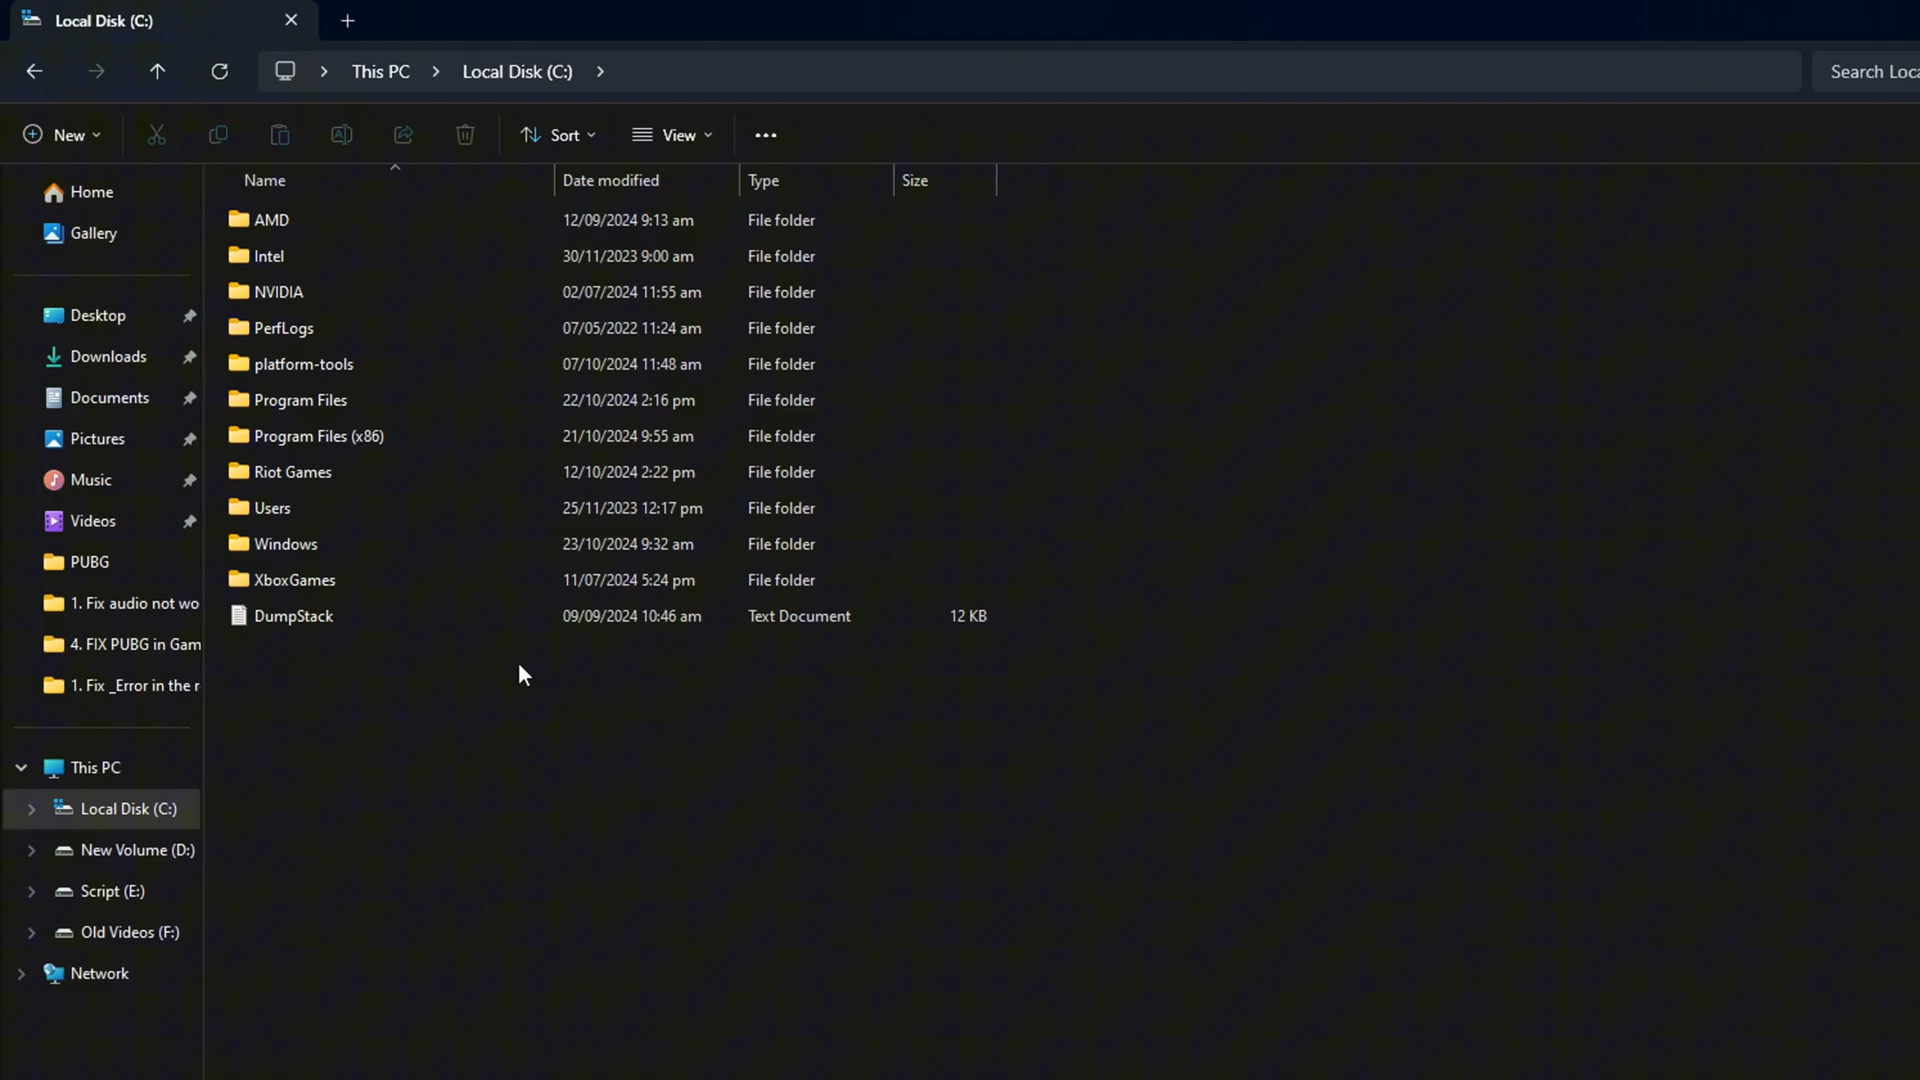 Local Disk (C:)
This PC Local Disk (C:) Search Loca
New Sort View
Name Date modified Type Size
Home
Gallery
Desktop
Downloads
Documents
Pictures
Music
Videos
PUBG
1. Fix audio not wo
4. FIX PUBG in Gam
1. Fix _Error in the r
This PC
Local Disk (C:)
New Volume (D:)
Script (E:)
Old Videos (F:)
Network
AMD 12/09/2024 9:13 am File folder
Intel 30/11/2023 9:00 am File folder
NVIDIA 02/07/2024 11:55 am File folder
PerfLogs 07/05/2022 11:24 am File folder
platform-tools 07/10/2024 11:48 am File folder
Program Files 22/10/2024 2:16 pm File folder
Program Files (x86) 21/10/2024 9:55 am File folder
Riot Games 12/10/2024 2:22 pm File folder
Users 25/11/2023 12:17 pm File folder
Windows 23/10/2024 9:32 am File folder
XboxGames 11/07/2024 5:24 pm File folder
DumpStack 09/09/2024 10:46 am Text Document 12 KB